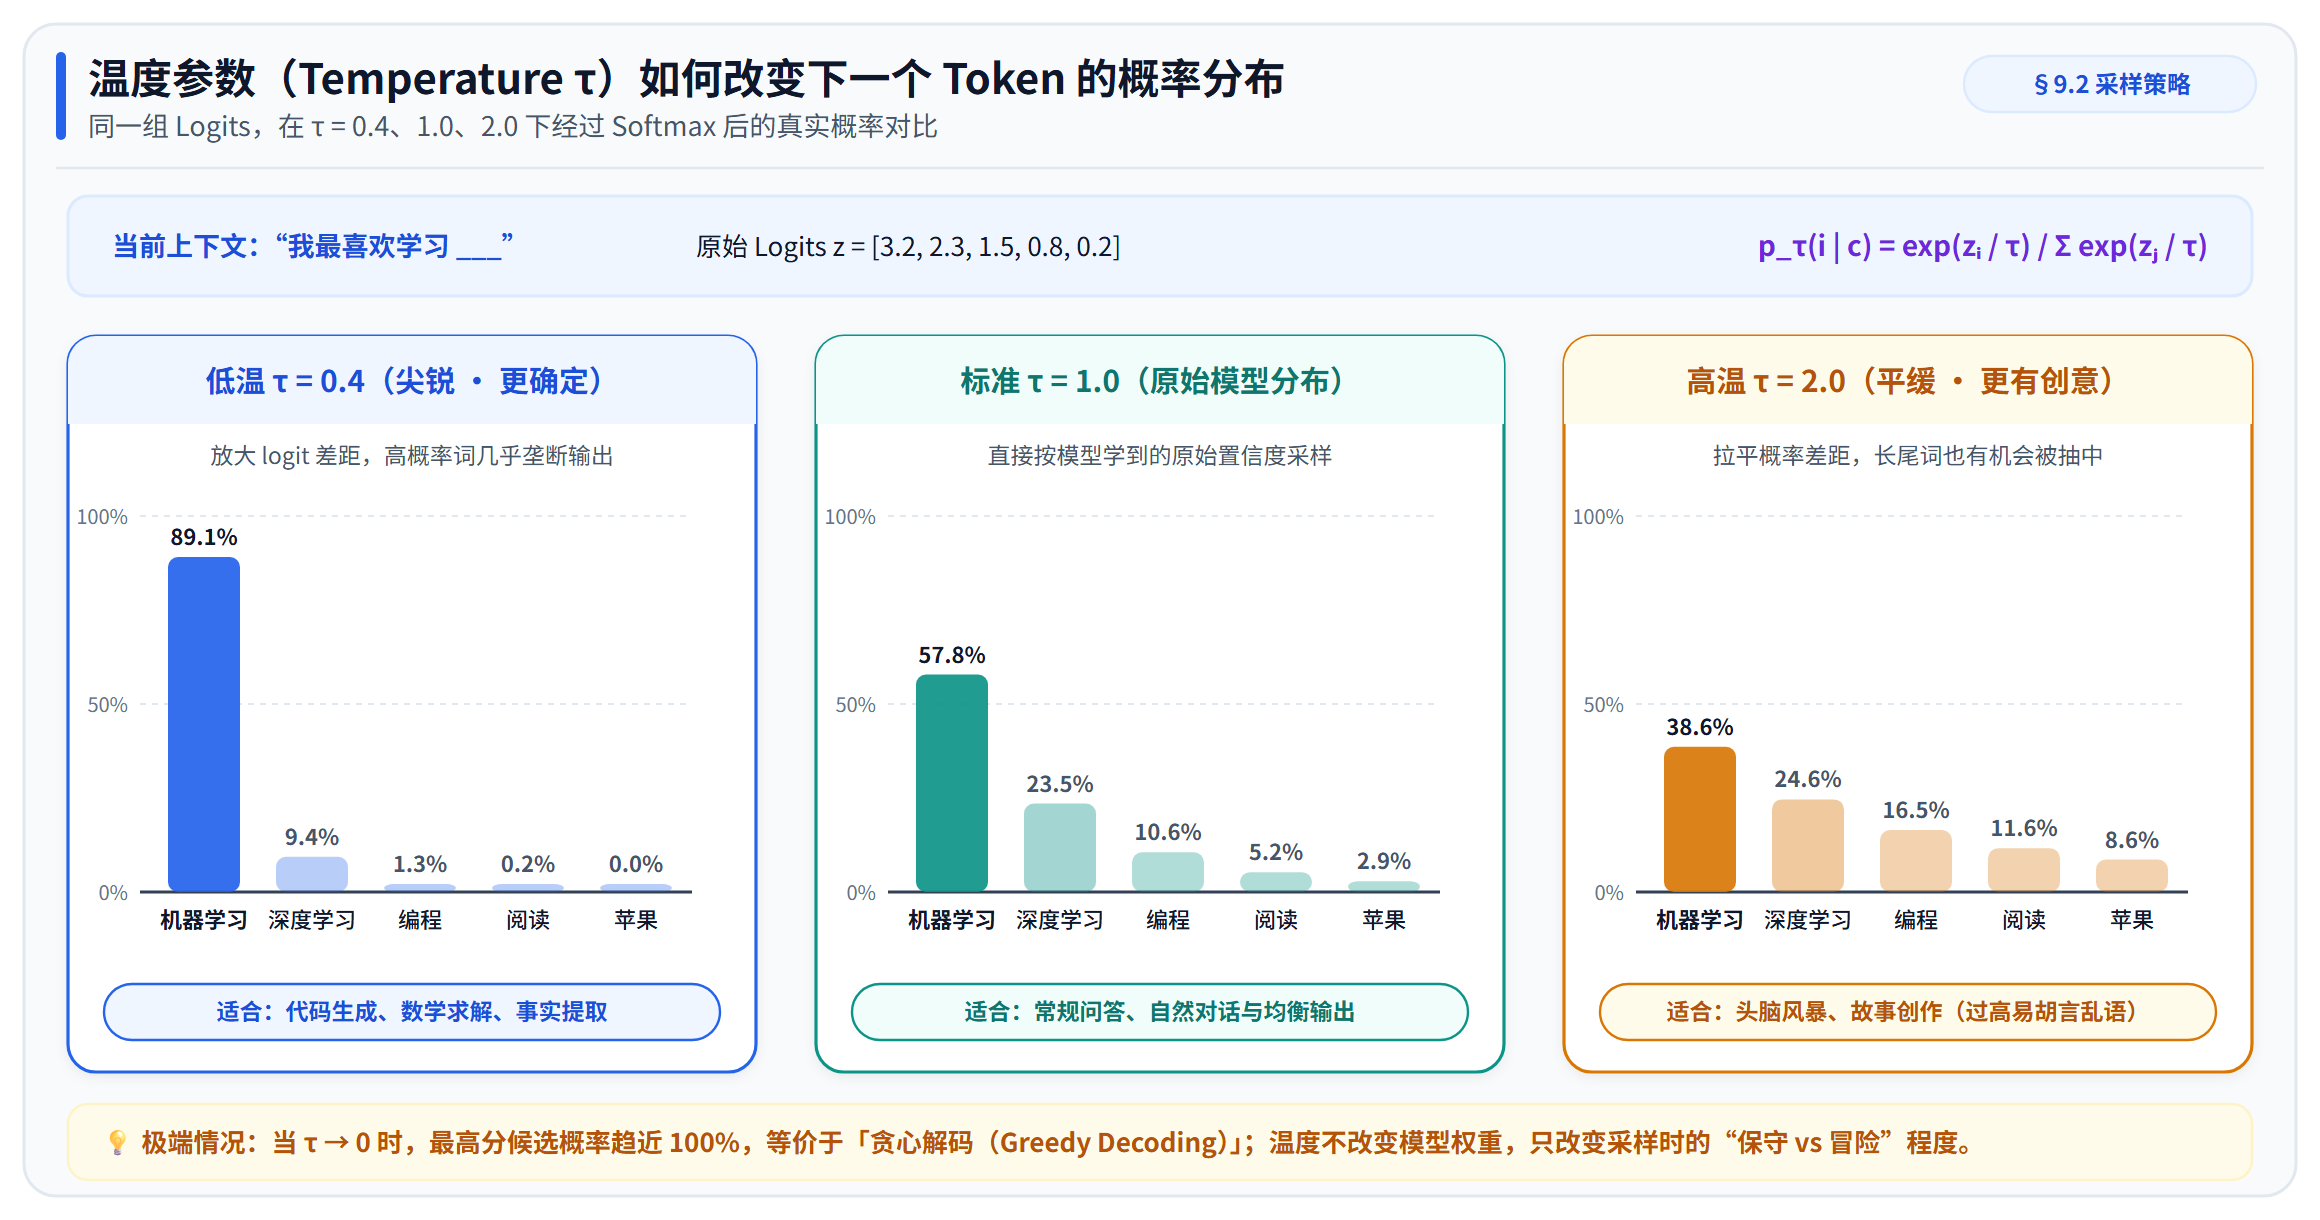 温度参数（Temperature τ）如何改变下一个 Token 的概率分布
同一组 Logits，在 τ = 0.4、1.0、2.0 下经过 Softmax 后的真实概率对比
§ 9.2 采样策略
当前上下文：“我最喜欢学习 ___”
原始 Logits z = [3.2, 2.3, 1.5, 0.8, 0.2]
p_τ(i | c) = exp(zᵢ / τ) / Σ exp(zⱼ / τ)
低温 τ = 0.4（尖锐 · 更确定）
放大 logit 差距，高概率词几乎垄断输出
100%
50%
0%
89.1%
9.4%
1.3%
0.2%
0.0%
机器学习
深度学习
编程
阅读
苹果
适合：代码生成、数学求解、事实提取
标准 τ = 1.0（原始模型分布）
直接按模型学到的原始置信度采样
100%
50%
0%
57.8%
23.5%
10.6%
5.2%
2.9%
机器学习
深度学习
编程
阅读
苹果
适合：常规问答、自然对话与均衡输出
高温 τ = 2.0（平缓 · 更有创意）
拉平概率差距，长尾词也有机会被抽中
100%
50%
0%
38.6%
24.6%
16.5%
11.6%
8.6%
机器学习
深度学习
编程
阅读
苹果
适合：头脑风暴、故事创作（过高易胡言乱语）
💡 极端情况：当 τ → 0 时，最高分候选概率趋近 100%，等价于「贪心解码（Greedy Decoding）」；温度不改变模型权重，只改变采样时的“保守 vs 冒险”程度。